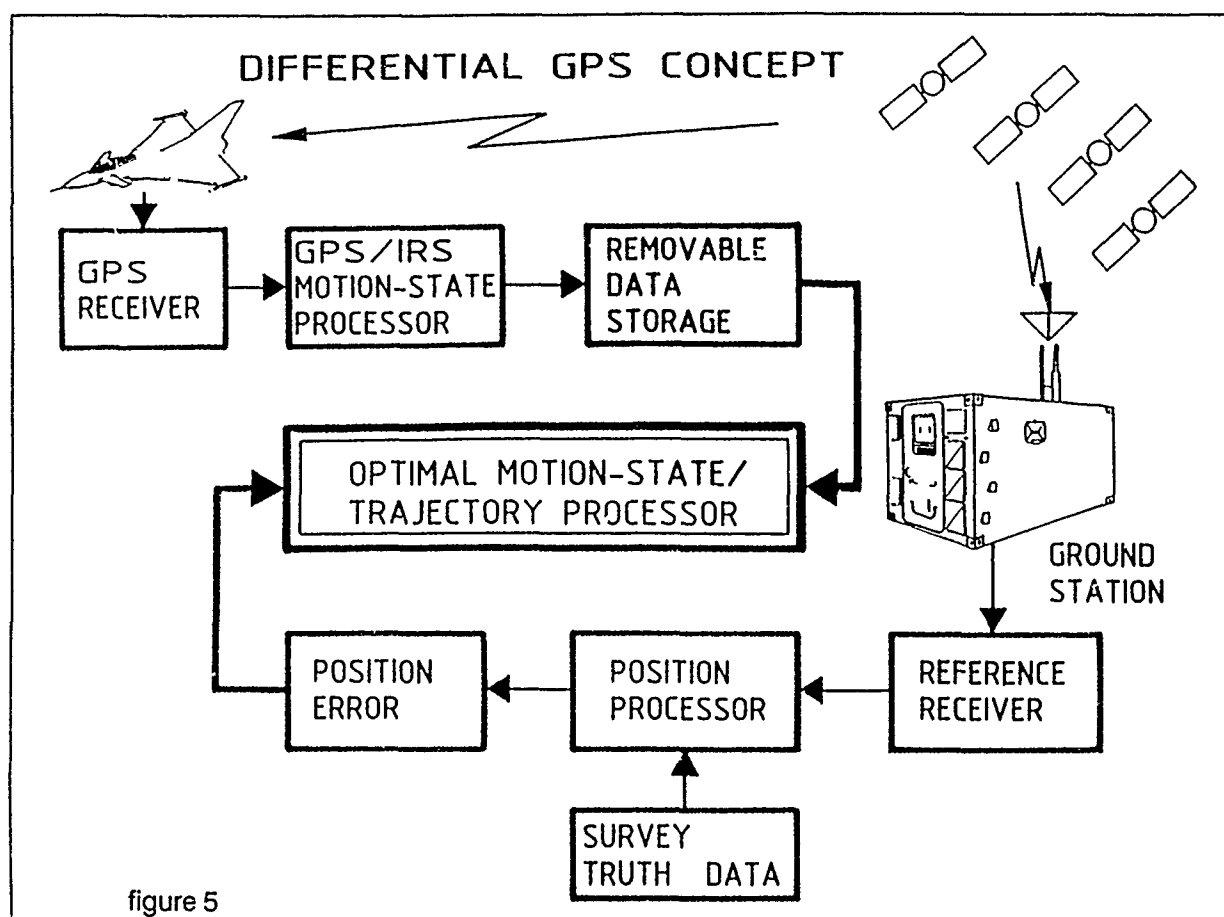 DIFFERENTIAL GPS CONCEPT
GPS
RECEIVER
GPS/IRS
MOTION-STATE
PROCESSOR
REMOVABLE
DATA
STORAGE
OPTIMAL MOTION-STATE/
TRAJECTORY PROCESSOR
GROUND
STATION
POSITION
ERROR
POSITION
PROCESSOR
REFERENCE
RECEIVER
SURVEY
TRUTH DATA
figure 5